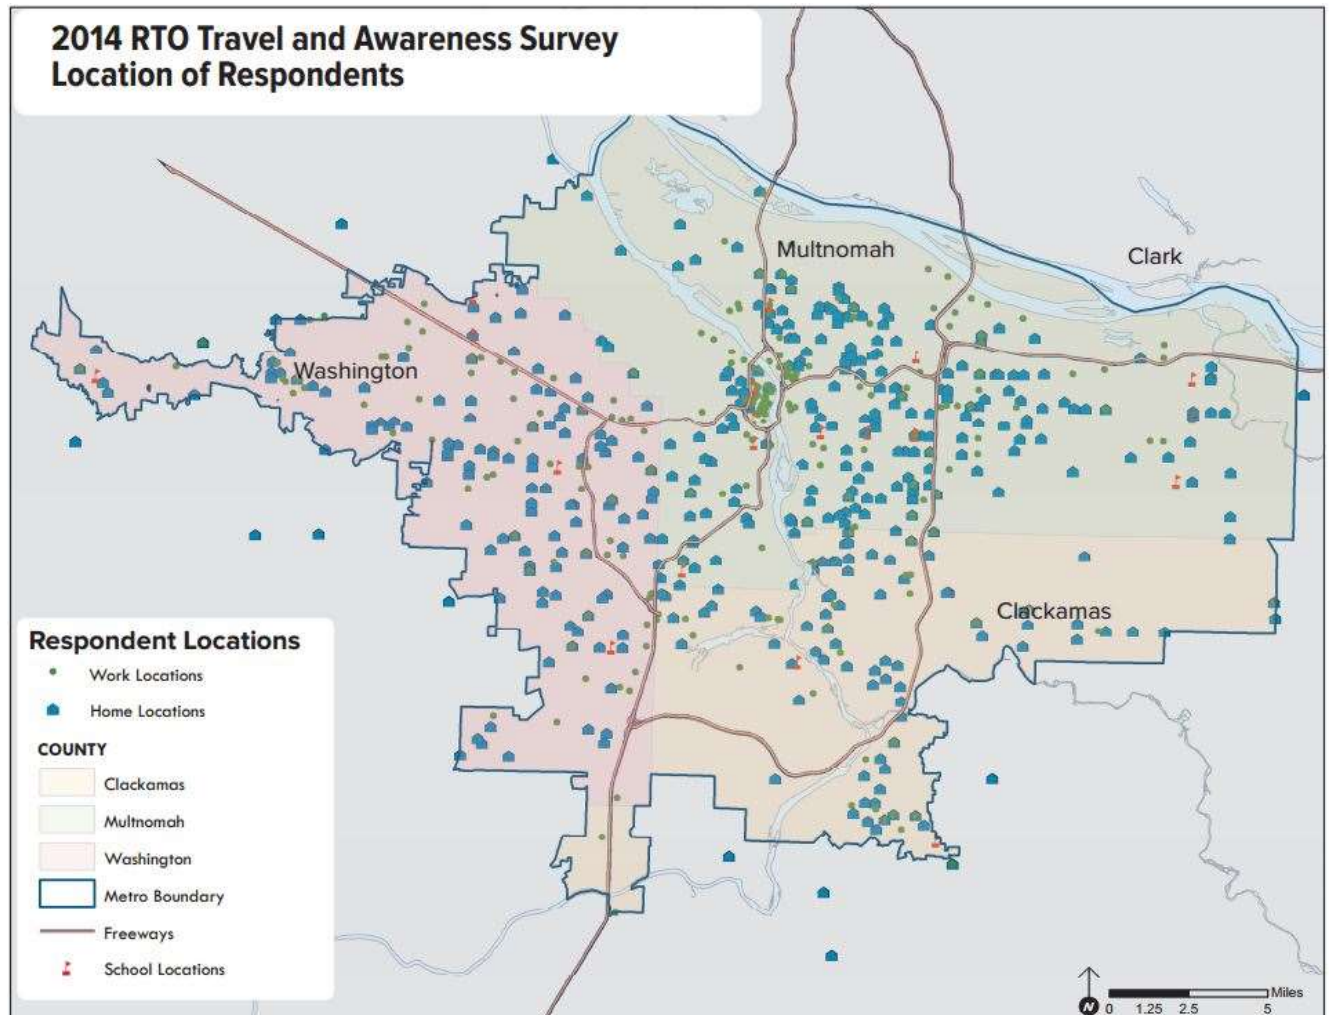 2014 RTO Travel and Awareness Survey
Location of Respondents
Multnomah
Clark
Washington
Clackamas
Respondent Locations
Work Locations
Home Locations
COUNTY
Clackamas
Multnomah
Washington
Metro Boundary
Freeways
School Locations
N
Miles
0 1.25 2.5 5